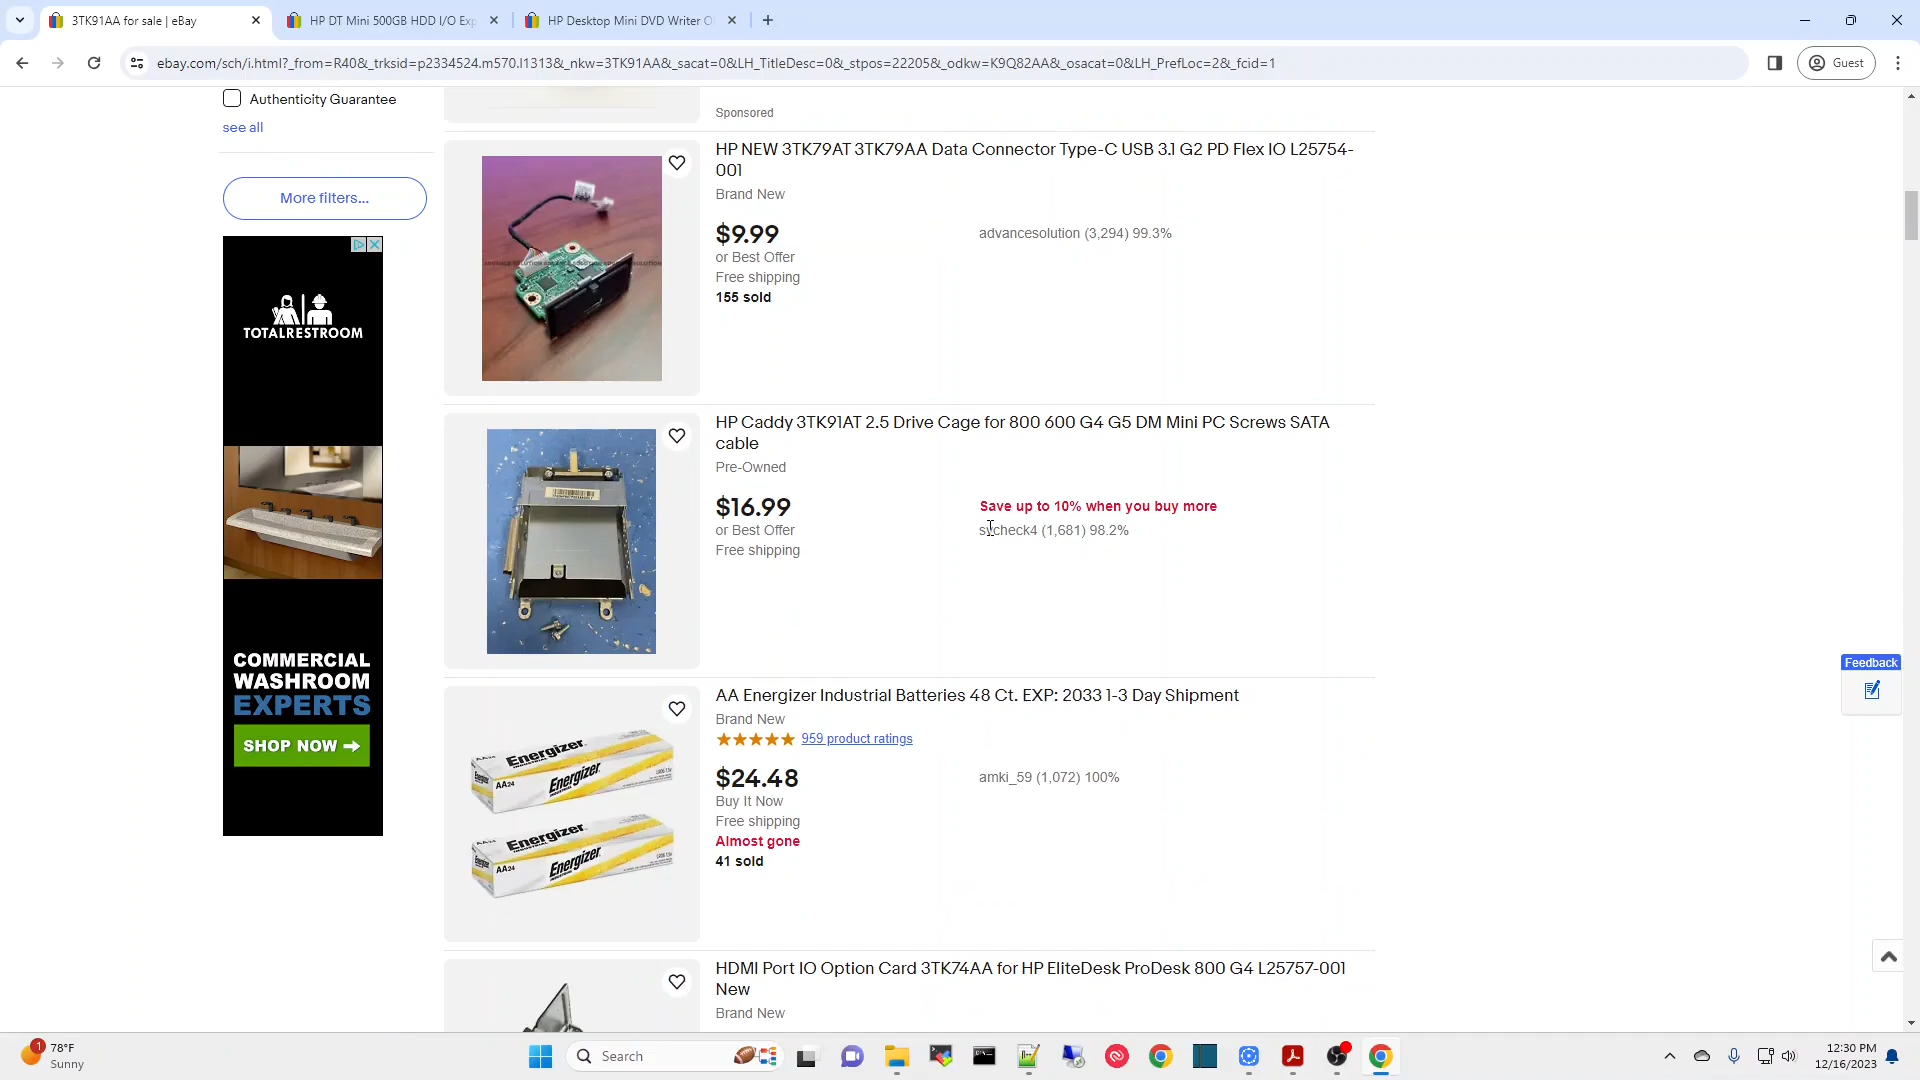 3TK91AA for sale | eBay
HP DT Mini 500GB HDD I/O Exp
HP Desktop Mini DVD Writer O
ebay.com/sch/i.html?_from=R40&_trksid=p2334524.m570.l1313&_nkw=3TK91AA&_sacat=0&LH_TitleDesc=0&_stpos=22205&_odkw=K9Q82AA&_osacat=0&LH_PrefLoc=2&_fcid=1
Guest
Authenticity Guarantee
see all
More filters...
TOTALRESTROOM
COMMERCIAL
WASHROOM
EXPERTS
SHOP NOW
Sponsored
HP NEW 3TK79AT 3TK79AA Data Connector Type-C USB 3.1 G2 PD Flex IO L25754-
001
Brand New
$9.99
advancesolution (3,294) 99.3%
or Best Offer
Free shipping
155 sold
HP Caddy 3TK91AT 2.5 Drive Cage for 800 600 G4 G5 DM Mini PC Screws SATA
cable
Pre-Owned
$16.99
Save up to 10% when you buy more
or Best Offer
(1,681) 98.2%
Free shipping
AA Energizer Industrial Batteries 48 Ct. EXP: 2033 1-3 Day Shipment
Brand New
959 product ratings
$24.48
amki_59 (1,072) 100%
Buy It Now
Free shipping
Almost gone
41 sold
Energizer
Energizer
AA24
Energizer
Energizer
AA24
HDMI Port IO Option Card 3TK74AA for HP EliteDesk ProDesk 800 G4 L25757-001
New
Brand New
Feedback
1
78°F
Sunny
Search
12:30 PM
12/16/2023